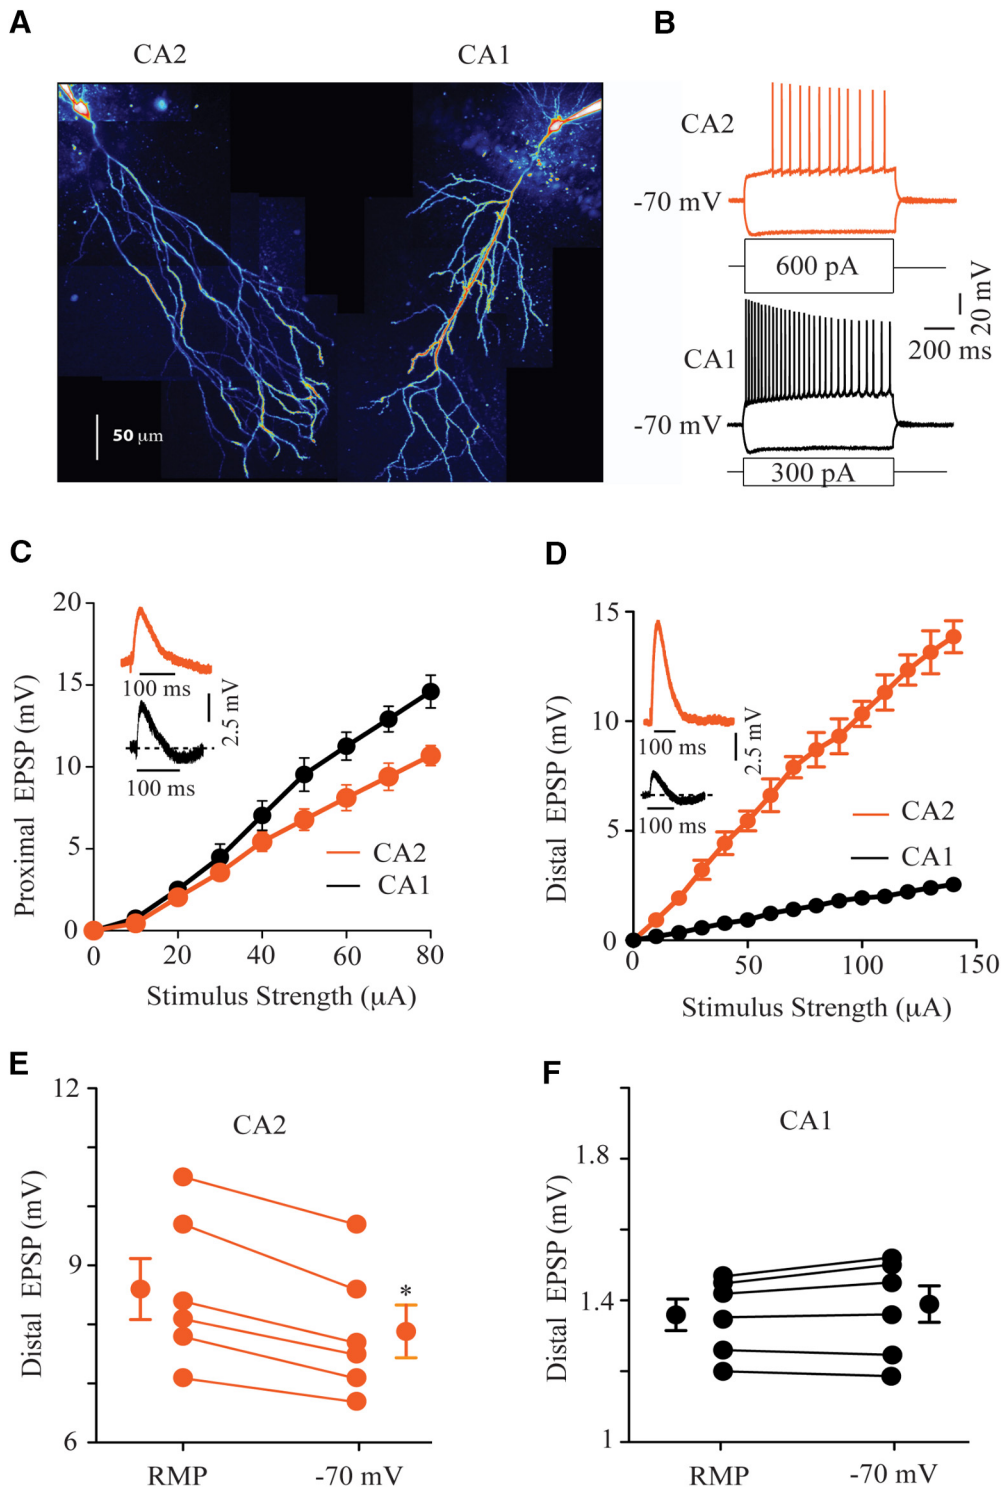 A
CA2
CA1
50 μm
B
CA2
-70 mV
600 pA
20 mV
200 ms
CA1
-70 mV
300 pA
C
20
15
10
5
0
0
20
40
60
80
Proximal EPSP (mV)
Stimulus Strength (μA)
100 ms
2.5 mV
100 ms
CA2
CA1
D
15
10
5
0
0
50
100
150
Distal EPSP (mV)
Stimulus Strength (μA)
100 ms
2.5 mV
100 ms
CA2
CA1
E
12
9
6
Distal EPSP (mV)
CA2
*
RMP
-70 mV
F
1.8
1.4
1
Distal EPSP (mV)
CA1
RMP
-70 mV